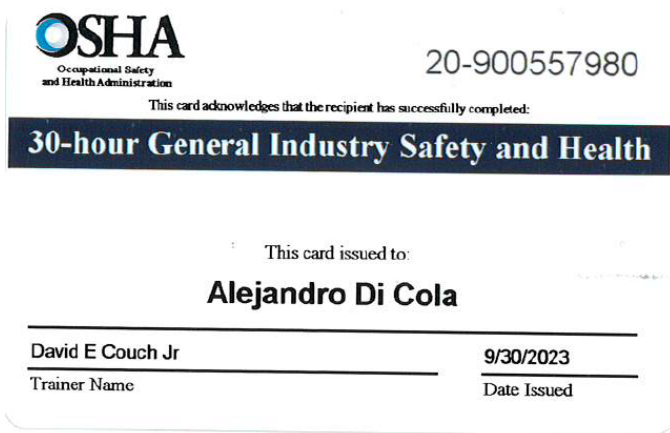 OSHA
Occupational Safety
and Health Administration
20-900557980
This card acknowledges that the recipient has successfully completed:
30-hour General Industry Safety and Health
This card issued to:
Alejandro Di Cola
David E Couch Jr
9/30/2023
Trainer Name
Date Issued